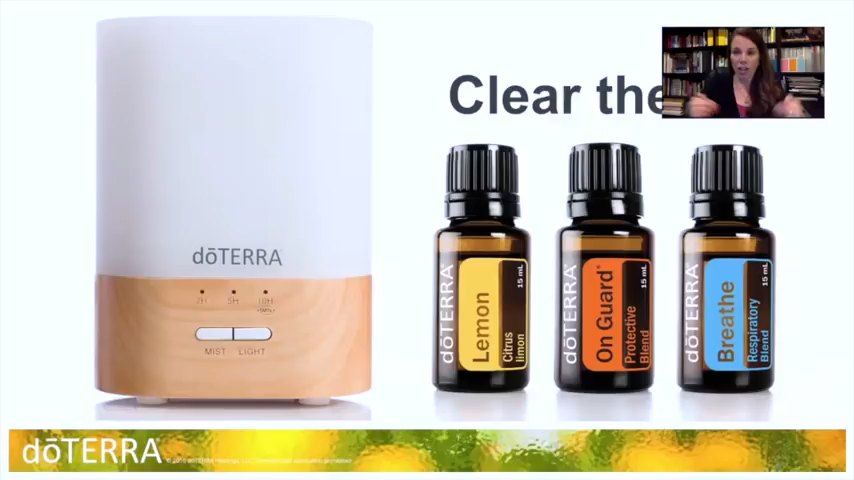 Clear the
dōTERRA
2H 5H 10H
MIST LIGHT
dōTERRA
Lemon
Citrus
limon
15 mL
dōTERRA
On Guard®
Protective
Blend
15 mL
dōTERRA
Breathe
Respiratory
Blend
15 mL
dōTERRA